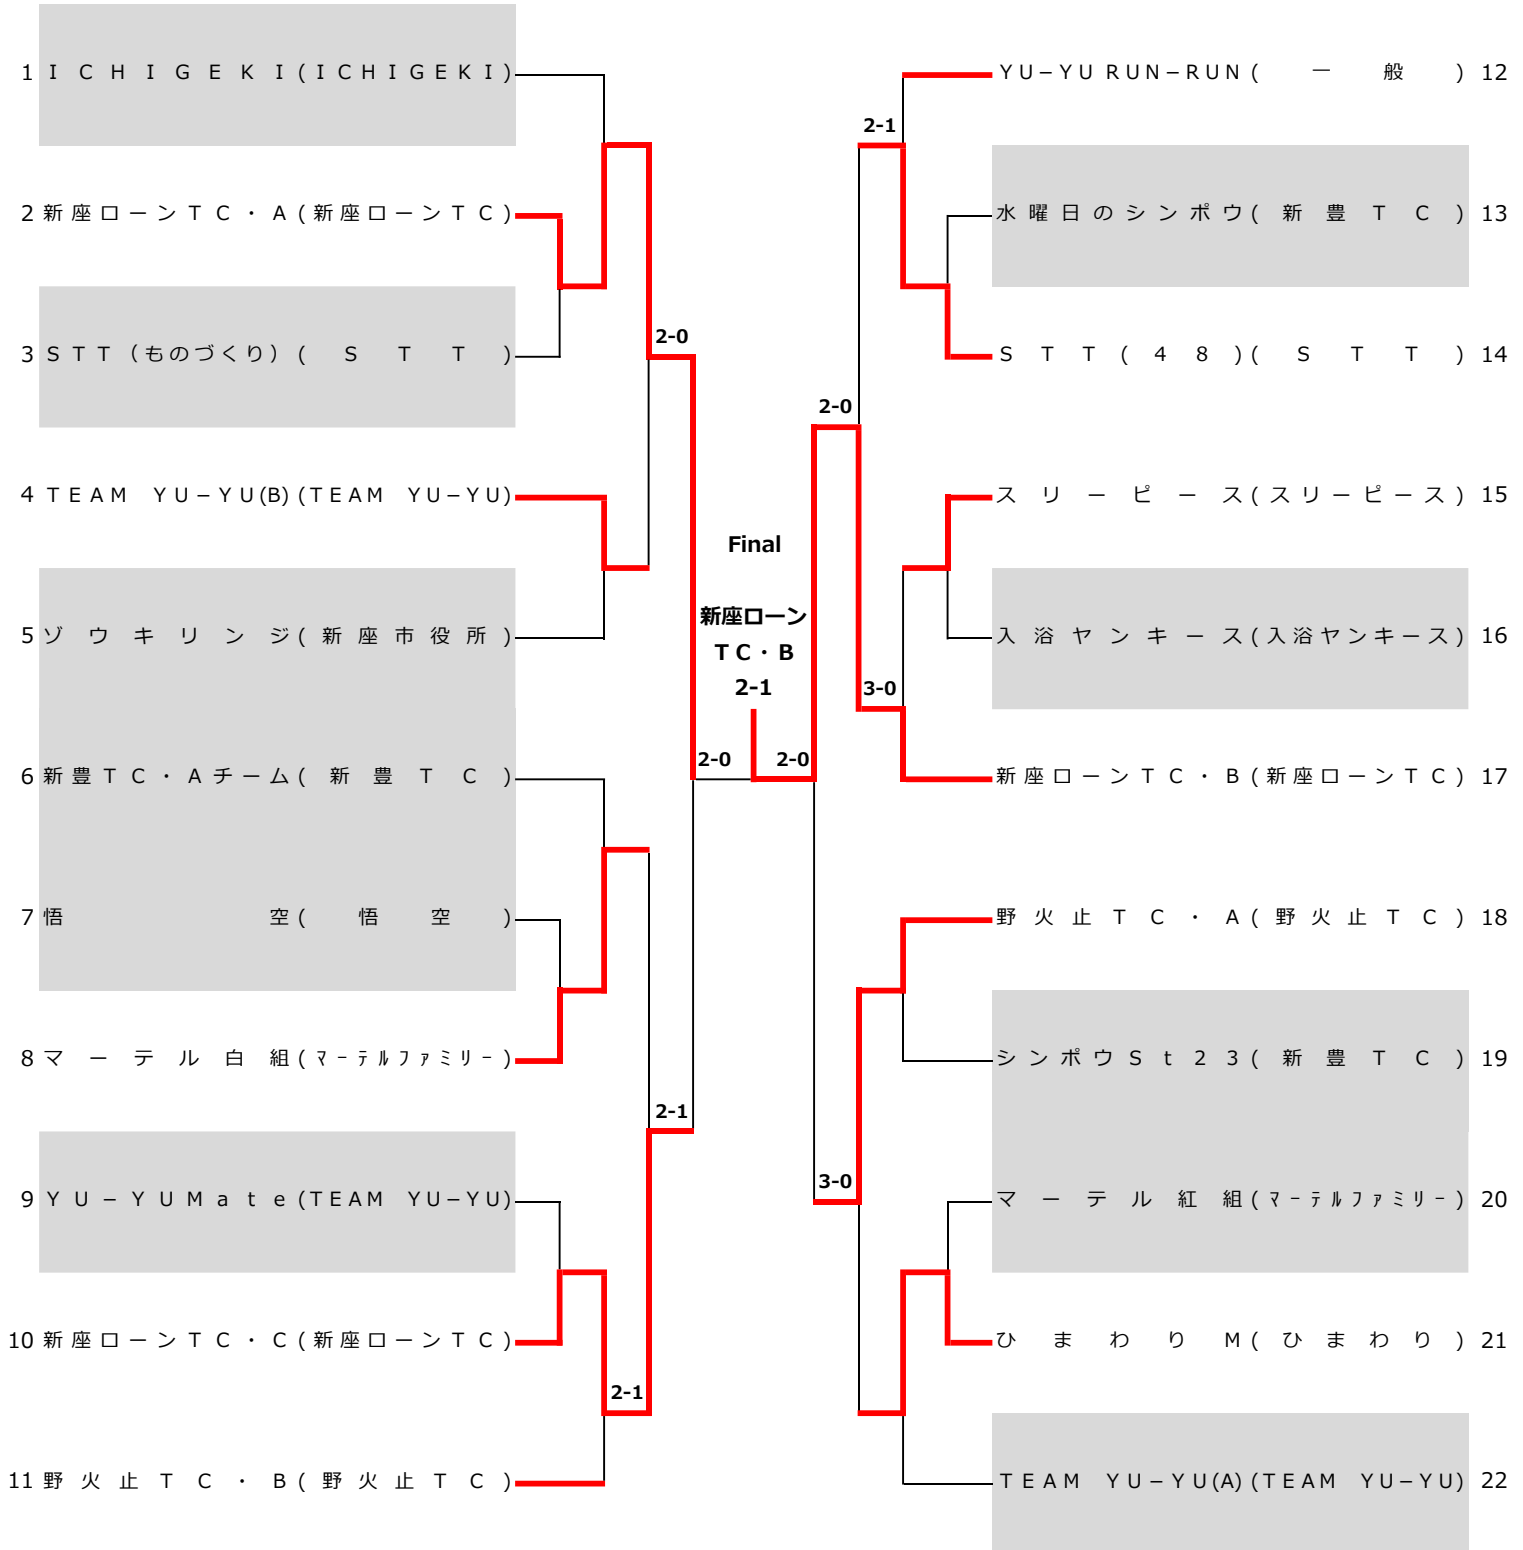 1 ICHIGEKI(ICHIGEKI)
2 新座ローンTC・A(新座ローンTC)
3 STT（ものづくり）(STT)
2-0
4 TEAM YU−YU(B)(TEAM YU−YU)
5 ゾウキリンジ(新座市役所)
6 新豊TC・Aチーム(新豊TC)
7 悟空(悟空)
8 マーテル白組(ﾏｰﾃﾙﾌｧﾐﾘｰ)
2-1
9 YU−YUMate(TEAM YU−YU)
10 新座ローンTC・C(新座ローンTC)
2-1
11 野火止TC・B(野火止TC)
Final
新座ローン
TC・B
2-1
2-0
2-0
YU−YU RUN−RUN(一般) 12
2-1
水曜日のシンポウ(新豊TC) 13
STT(48)(STT) 14
2-0
スリーピース(スリーピース) 15
入浴ヤンキース(入浴ヤンキース) 16
3-0
新座ローンTC・B(新座ローンTC) 17
野火止TC・A(野火止TC) 18
シンポウSt23(新豊TC) 19
3-0
マーテル紅組(ﾏｰﾃﾙﾌｧﾐﾘｰ) 20
ひまわりM(ひまわり) 21
TEAM YU−YU(A)(TEAM YU−YU) 22